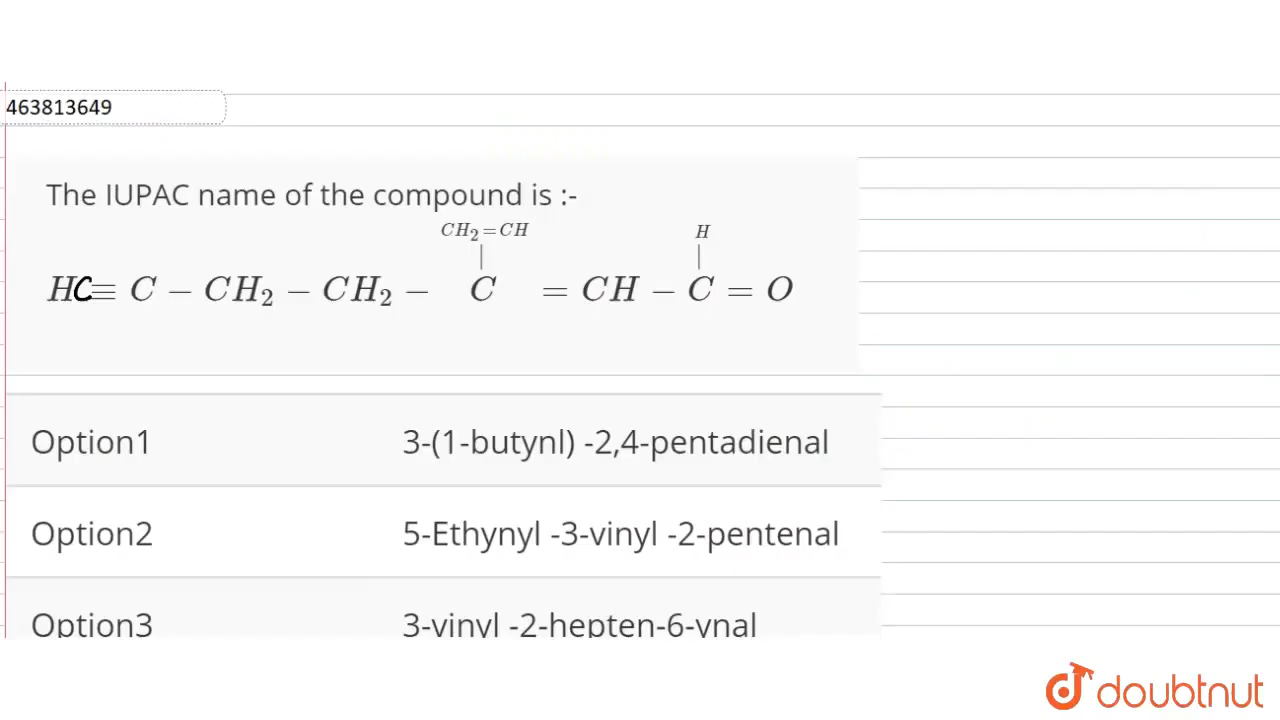 463813649
The IUPAC name of the compound is :-
CH₂=CH H
| |
HC≡ C − CH₂ − CH₂ − C = CH − C = O
Option1 3-(1-butynl) -2,4-pentadienal
Option2 5-Ethynyl -3-vinyl -2-pentenal
Option3 3-vinyl -2-hepten-6-ynal
doubtnut